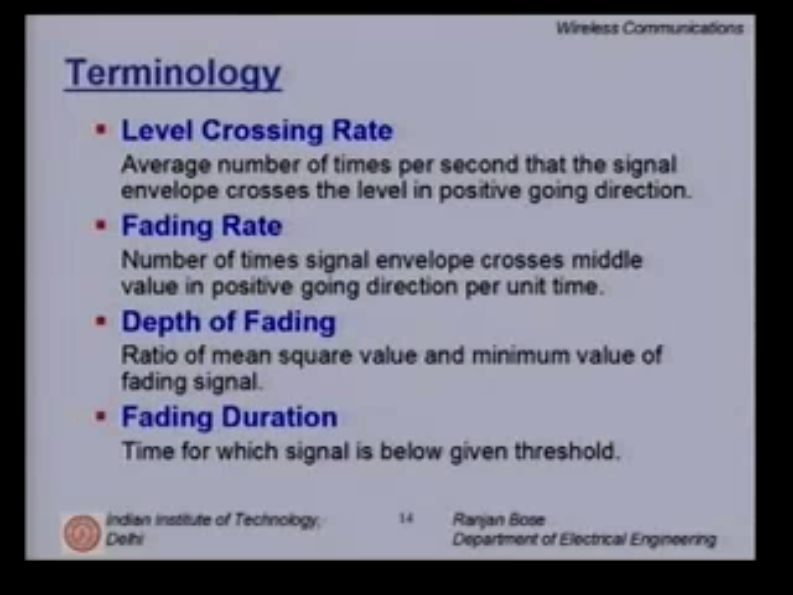 Wireless Communications
Terminology
Level Crossing Rate
Average number of times per second that the signal
envelope crosses the level in positive going direction.
Fading Rate
Number of times signal envelope crosses middle
value in positive going direction per unit time.
Depth of Fading
Ratio of mean square value and minimum value of
fading signal.
Fading Duration
Time for which signal is below given threshold.
Indian Institute of Technology,
Delhi
14
Ranjan Bose
Department of Electrical Engineering